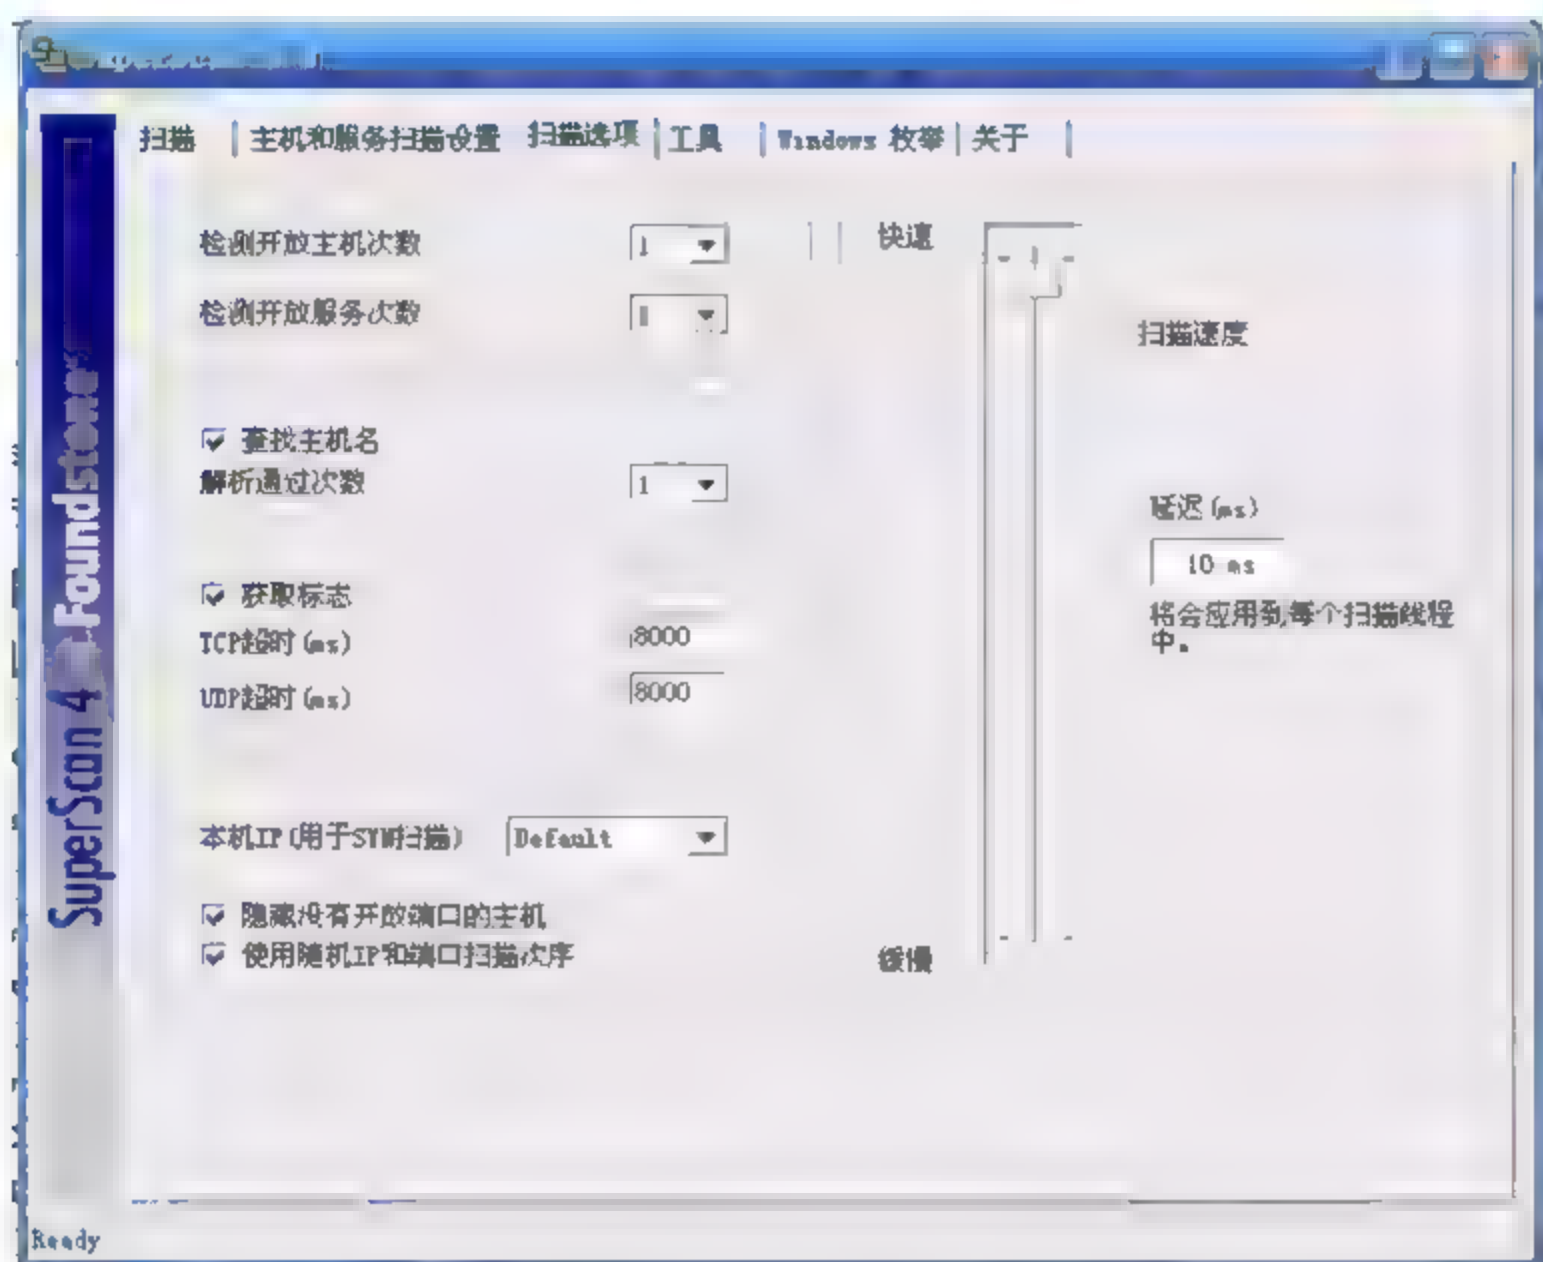 扫描 主机和服务扫描设置 扫描选项 工具 Windows 枚举 关于
检测开放主机次数 1 快速
检测开放服务次数
扫描速度
查找主机名
解析通过次数 1
延迟(ms)
10 ms
获取标志
将会应用到每个扫描线程
中。
TCP超时(ms) 8000
UDP超时(ms) 8000
本机IP(用于SYN扫描) Default
隐藏没有开放端口的主机
使用随机IP和端口扫描次序
缓慢
SuperScan 4 Foundstone
Ready